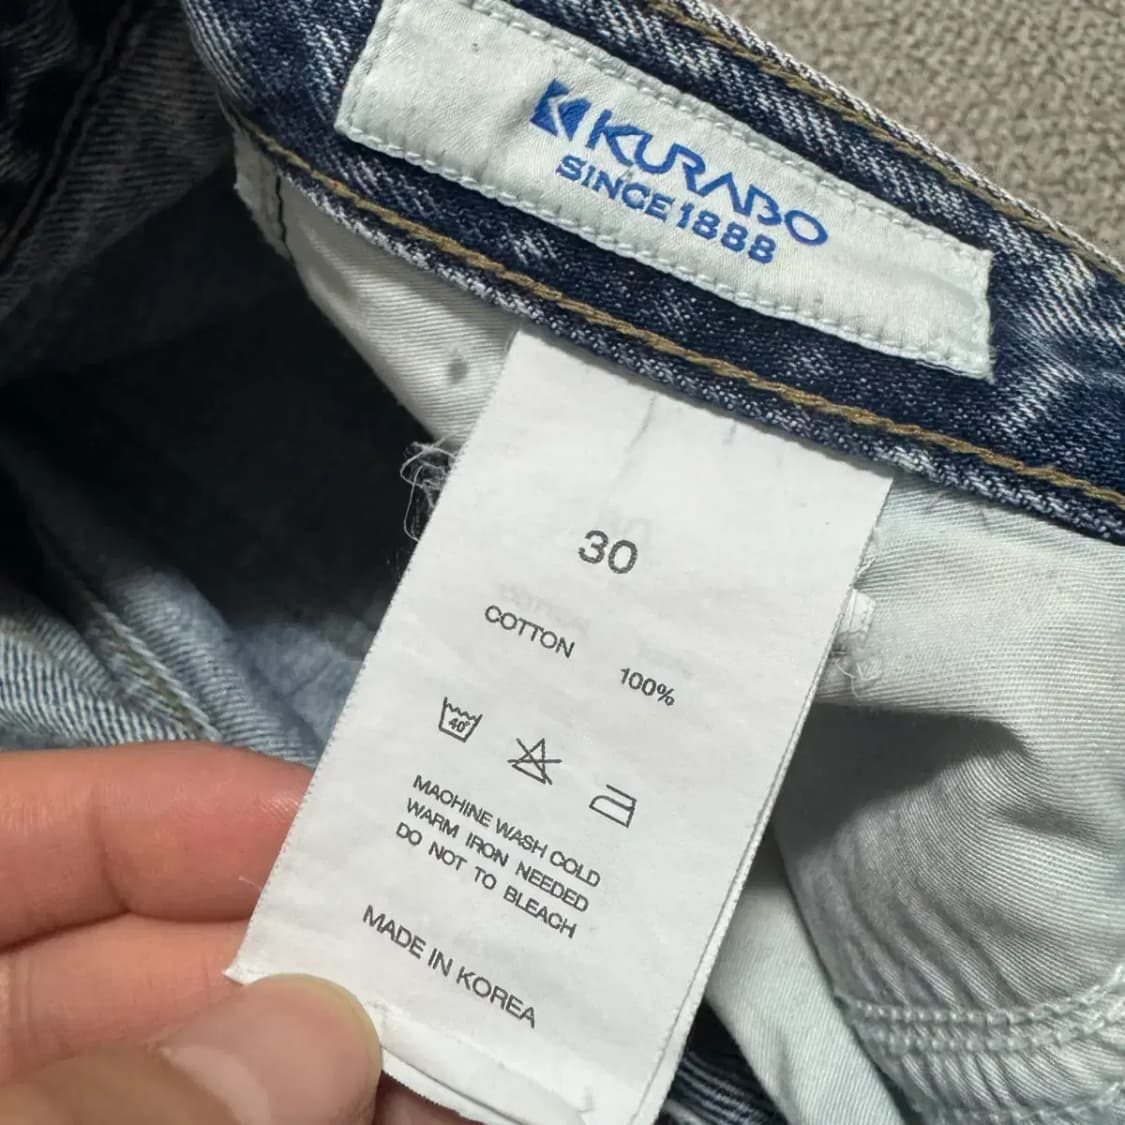 KURABO
SINCE 1888
30
COTTON 100%
40°
MACHINE WASH COLD
WARM IRON NEEDED
DO NOT TO BLEACH
MADE IN KOREA